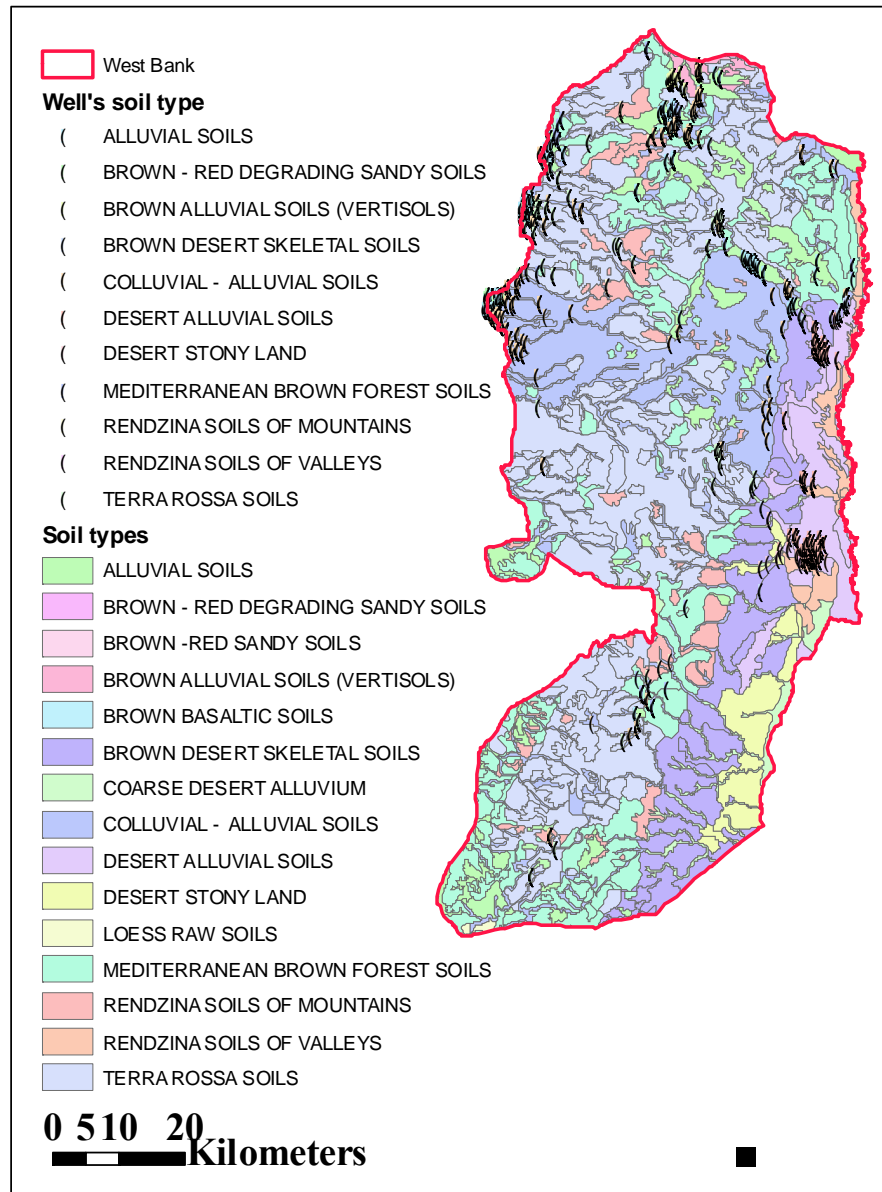 West Bank
Well's soil type
( ALLUVIAL SOILS
( BROWN - RED DEGRADING SANDY SOILS
( BROWN ALLUVIAL SOILS (VERTISOLS)
( BROWN DESERT SKELETAL SOILS
( COLLUVIAL - ALLUVIAL SOILS
( DESERT ALLUVIAL SOILS
( DESERT STONY LAND
( MEDITERRANEAN BROWN FOREST SOILS
( RENDZINA SOILS OF MOUNTAINS
( RENDZINA SOILS OF VALLEYS
( TERRA ROSSA SOILS
Soil types
ALLUVIAL SOILS
BROWN - RED DEGRADING SANDY SOILS
BROWN -RED SANDY SOILS
BROWN ALLUVIAL SOILS (VERTISOLS)
BROWN BASALTIC SOILS
BROWN DESERT SKELETAL SOILS
COARSE DESERT ALLUVIUM
COLLUVIAL - ALLUVIAL SOILS
DESERT ALLUVIAL SOILS
DESERT STONY LAND
LOESS RAW SOILS
MEDITERRANEAN BROWN FOREST SOILS
RENDZINA SOILS OF MOUNTAINS
RENDZINA SOILS OF VALLEYS
TERRA ROSSA SOILS
0 5 10 20
Kilometers